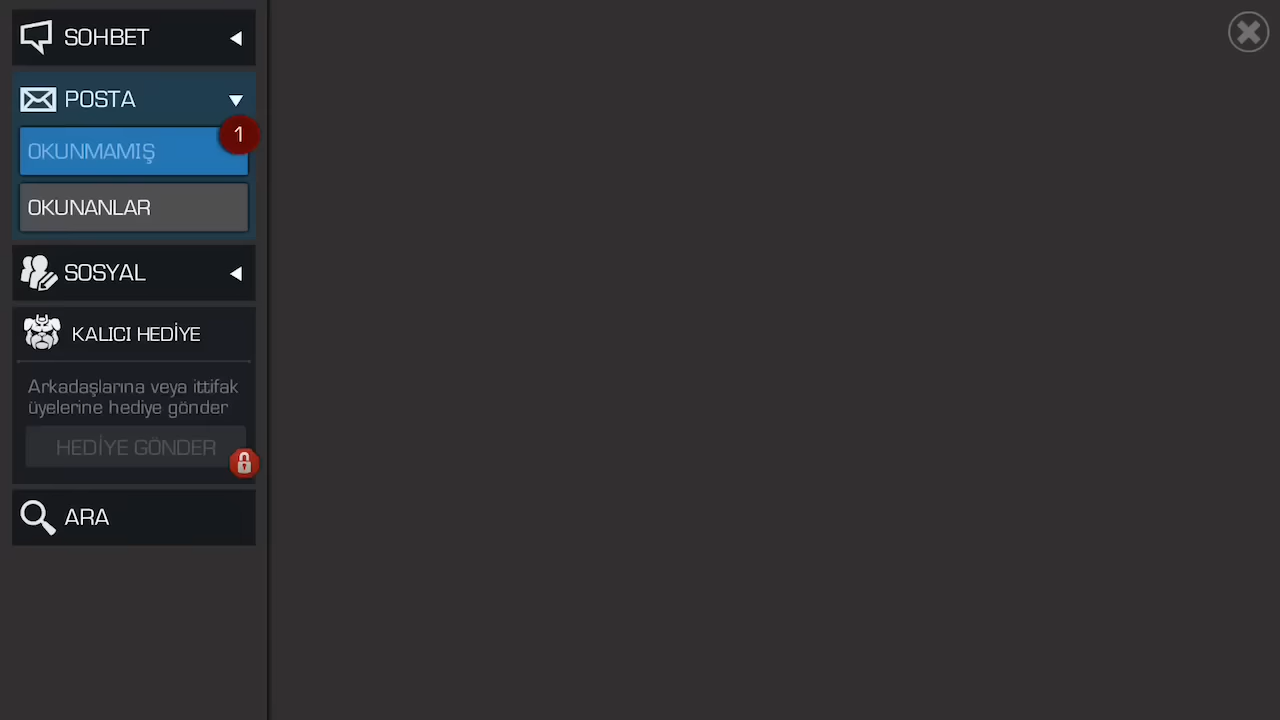 SOHBET
POSTA
1
OKUNMAMIŞ
OKUNANLAR
SOSYAL
KALICI HEDİYE
Arkadaşlarına veya ittifak
üyelerine hediye gönder
HEDİYE GÖNDER
ARA